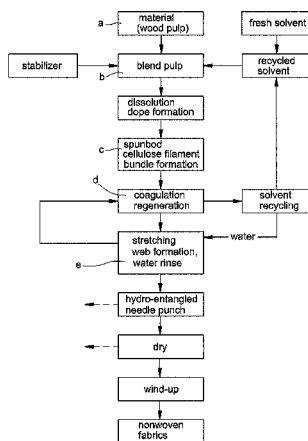 a
material
(wood pulp)
fresh solvent
stabilizer
blend pulp
recycled
solvent
b
dissolution
dope formation
c
spunbod
cellulose filament
bundle formation
d
coagulation
regeneration
solvent
recycling
water
stretching
web formation,
water rinse
e
hydro-entangled
needle punch
dry
wind-up
nonwoven
fabrics